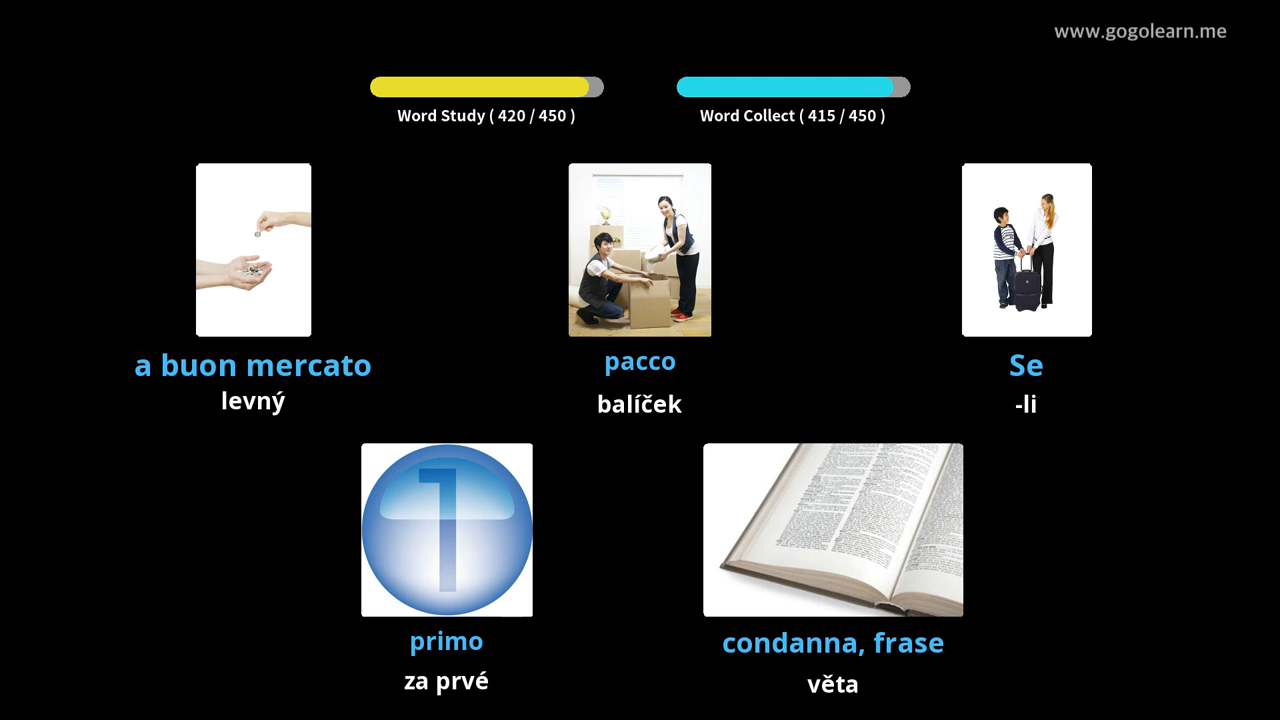 www.gogolearn.me
Word Study ( 420 / 450 )
Word Collect ( 415 / 450 )
a buon mercato
levný
pacco
balíček
Se
-li
1
primo
za prvé
condanna, frase
věta